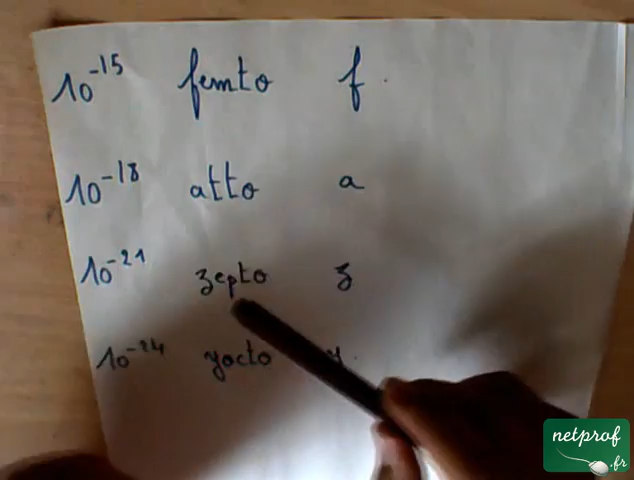 10⁻¹⁵ femto f
10⁻¹⁸ atto a
10⁻²¹ zepto z
10⁻²⁴ yocto y
netprof
.fr